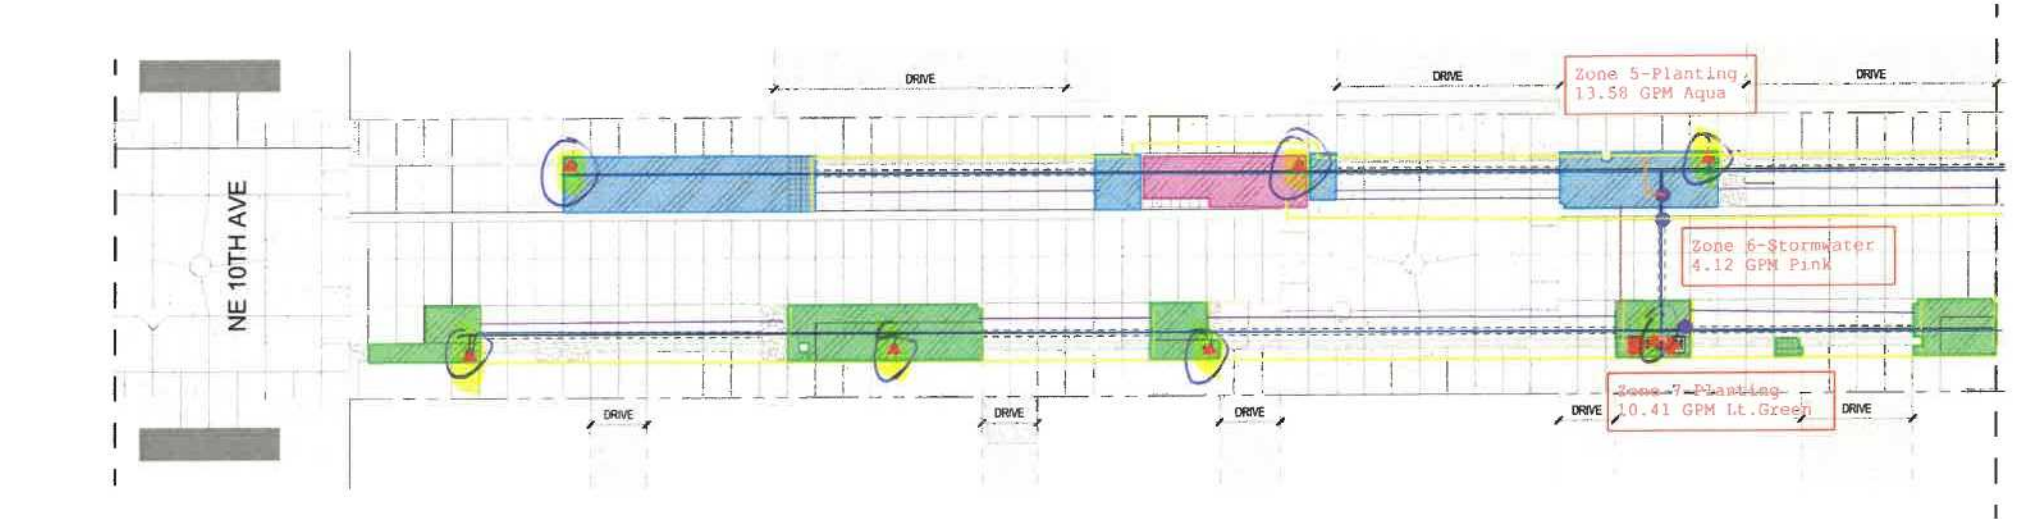 DRIVE
DRIVE
DRIVE
Zone 5-Planting
13.58 GPM Aqua
NE 10TH AVE
Zone 6-Stormwater
4.12 GPM Pink
Zone 7-Planting
10.41 GPM Lt.Green
DRIVE
DRIVE
DRIVE
DRIVE
DRIVE